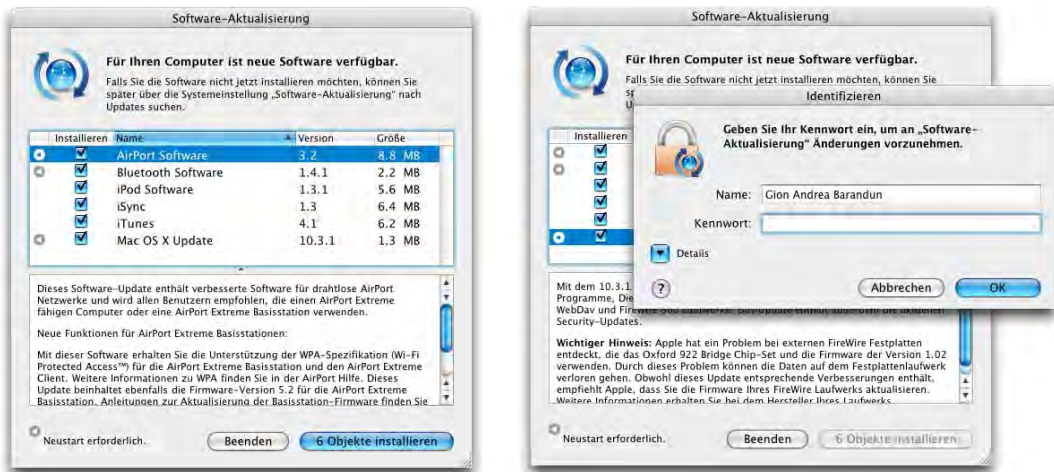 Software-Aktualisierung
Für Ihren Computer ist neue Software verfügbar.
Falls Sie die Software nicht jetzt installieren möchten, können Sie
später über die Systemeinstellung „Software-Aktualisierung" nach
Updates suchen.
Installieren Name Version Größe
AirPort Software 3.2 8.8 MB
Bluetooth Software 1.4.1 2.2 MB
iPod Software 1.3.1 5.6 MB
iSync 1.3 6.4 MB
iTunes 4.1 6.2 MB
Mac OS X Update 10.3.1 1.3 MB
Dieses Software-Update enthält verbesserte Software für drahtlose AirPort
Netzwerke und wird allen Benutzern empfohlen, die einen AirPort Extreme
fähigen Computer oder eine AirPort Extreme Basisstation verwenden.
Neue Funktionen für AirPort Extreme Basisstationen:
Mit dieser Software erhalten Sie die Unterstützung der WPA-Spezifikation (Wi-Fi
Protected Access™) für die AirPort Extreme Basisstation und den AirPort Extreme
Client. Weitere Informationen zu WPA finden Sie in der AirPort Hilfe. Dieses
Update beinhaltet ebenfalls die Firmware-Version 5.2 für die AirPort Extreme
Basisstation. Anleitungen zur Aktualisierung der Basisstation-Firmware finden Sie
Neustart erforderlich.
Beenden
6 Objekte installieren
Software-Aktualisierung
Für Ihren Computer ist neue Software verfügbar.
Falls Sie die Software nicht jetzt installieren möchten, können Sie
Installieren
Identifizieren
Geben Sie Ihr Kennwort ein, um an „Software-
Aktualisierung" Änderungen vorzunehmen.
Name: Gion Andrea Barandun
Kennwort:
Details
?
Abbrechen
OK
Mit dem 10.3.1
Programme, Die
WebDav und FireWire 800
Security-Updates.
Wichtiger Hinweis: Apple hat ein Problem bei externen FireWire Festplatten
entdeckt, die das Oxford 922 Bridge Chip-Set und die Firmware der Version 1.02
verwenden. Durch dieses Problem können die Daten auf dem Festplattenlaufwerk
verloren gehen. Obwohl dieses Update entsprechende Verbesserungen enthält,
empfiehlt Apple, dass Sie die Firmware Ihres FireWire Laufwerks aktualisieren.
Weitere Informationen erhalten Sie bei dem Hersteller Ihres Laufwerks.
Neustart erforderlich.
Beenden
6 Objekte installieren